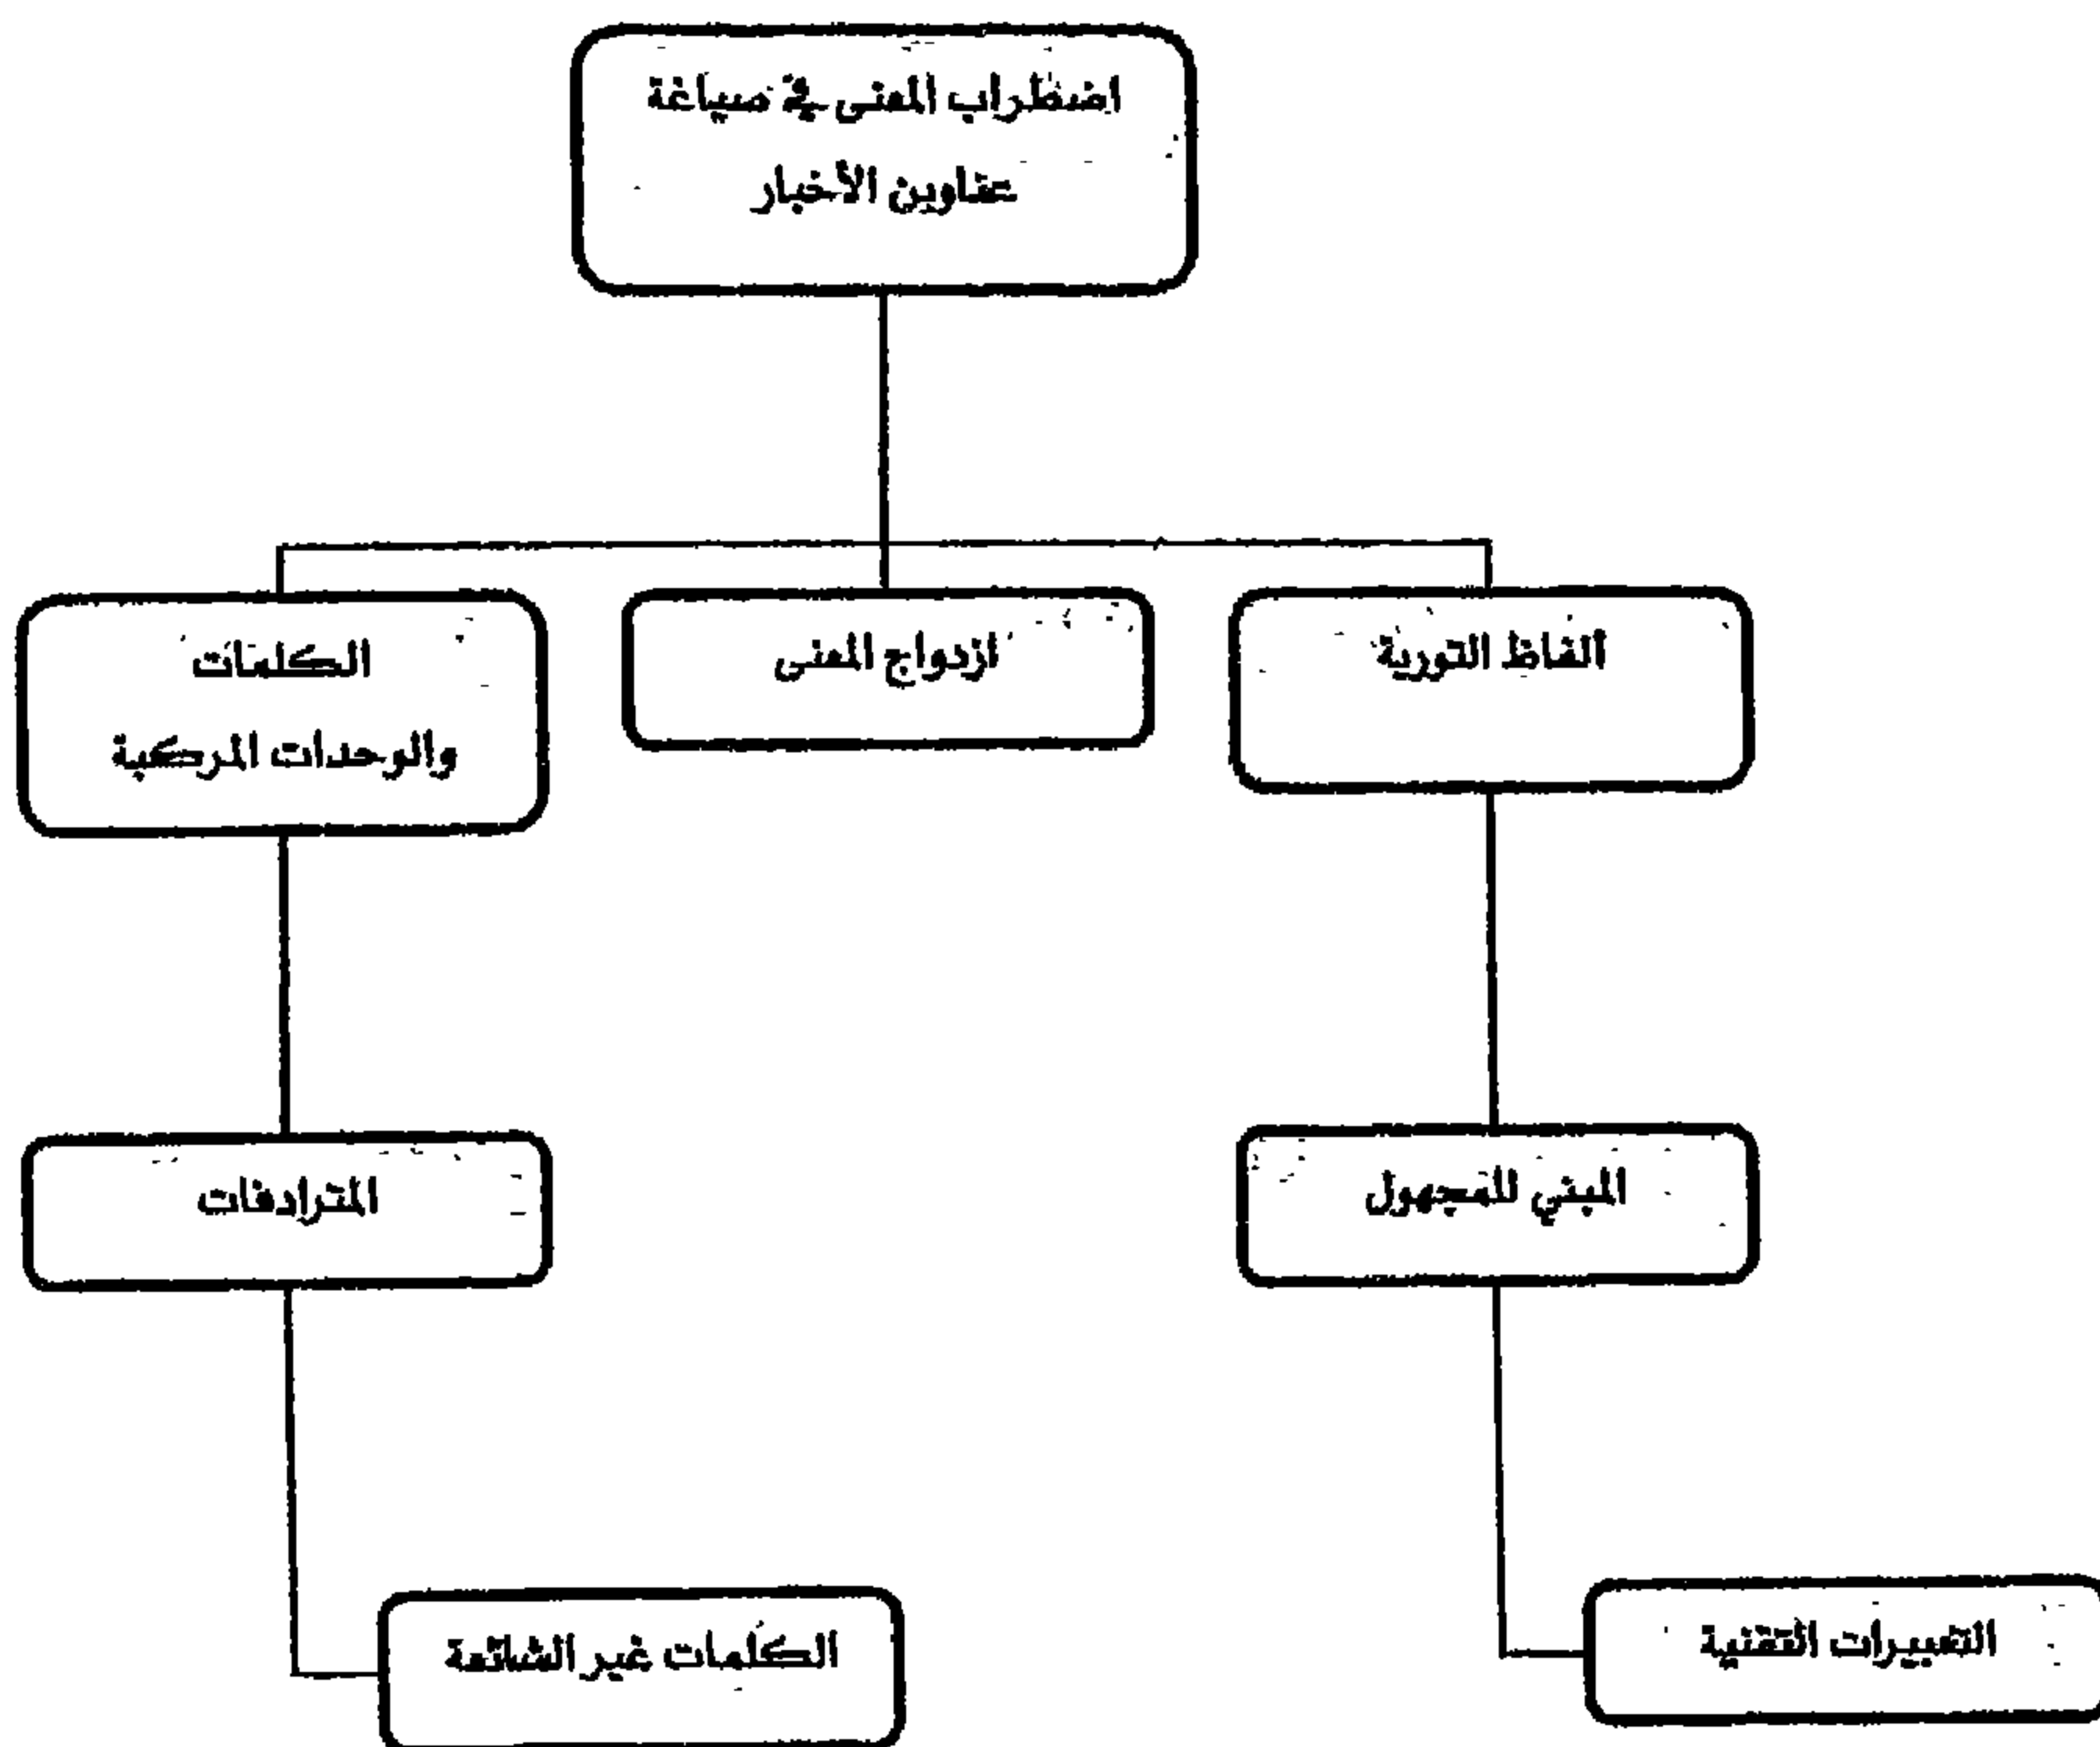 اضطراب المعنى في صياغة
عناوين الأخبار
ألفاظ التورية
ازدواج المعنى
الكلمات
والوحدات المركبة
المبني للمجهول
المترادفات
التعبيرات التقنية
الكلمات غير الشائعة